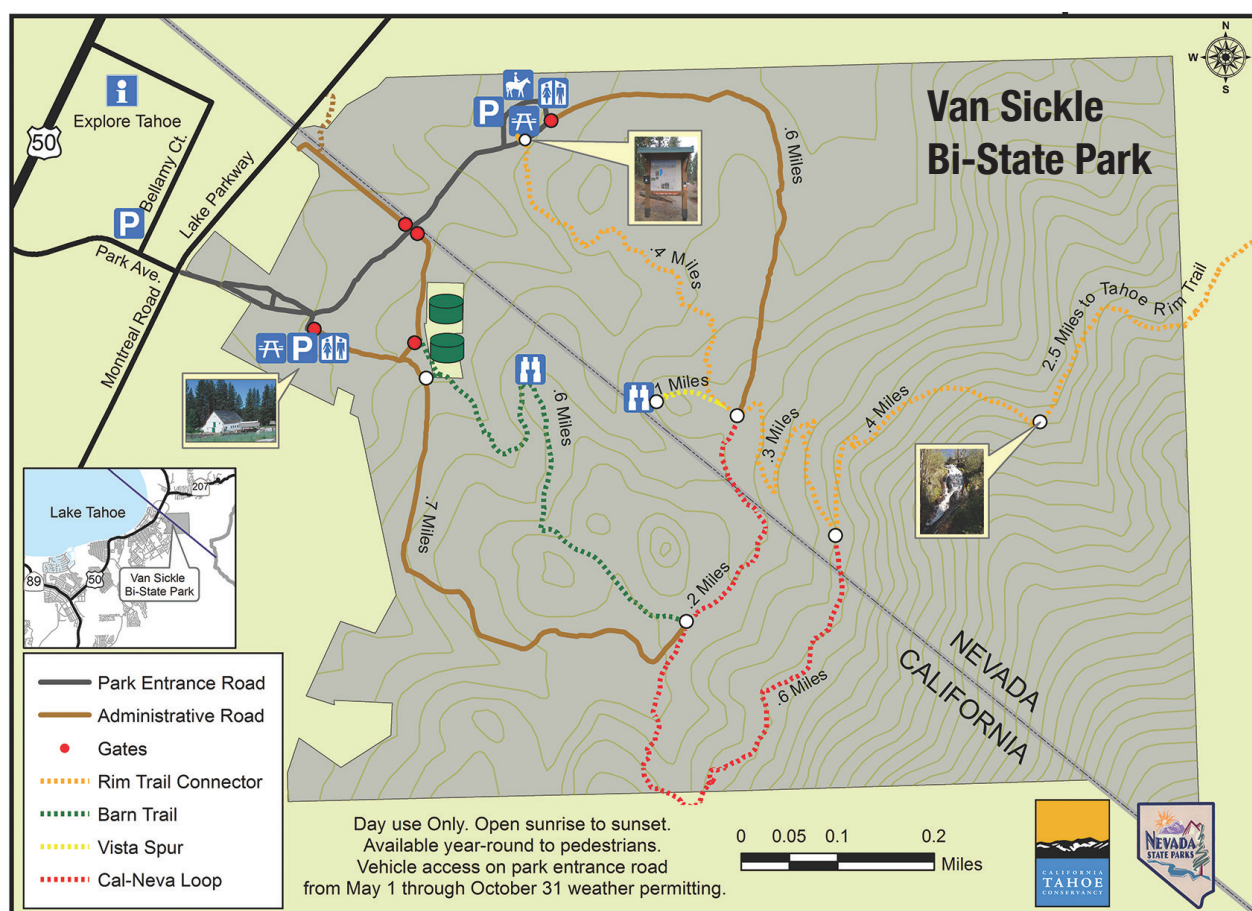 Van Sickle
Bi-State Park
N
W
E
S
50
i
Explore Tahoe
Bellamy Ct.
Lake Parkway
P
Park Ave.
Montreal Road
P
P
.6 Miles
.4 Miles
.1 Miles
.3 Miles
.4 Miles
2.5 Miles to Tahoe Rim Trail
.6 Miles
.7 Miles
.2 Miles
.6 Miles
NEVADA
CALIFORNIA
Lake Tahoe
207
50
89
Van Sickle
Bi-State Park
Park Entrance Road
Administrative Road
Gates
Rim Trail Connector
Barn Trail
Vista Spur
Cal-Neva Loop
Day use Only. Open sunrise to sunset.
Available year-round to pedestrians.
Vehicle access on park entrance road
from May 1 through October 31 weather permitting.
0 0.05 0.1 0.2
Miles
CALIFORNIA
TAHOE
CONSERVANCY
NEVADA
STATE PARKS